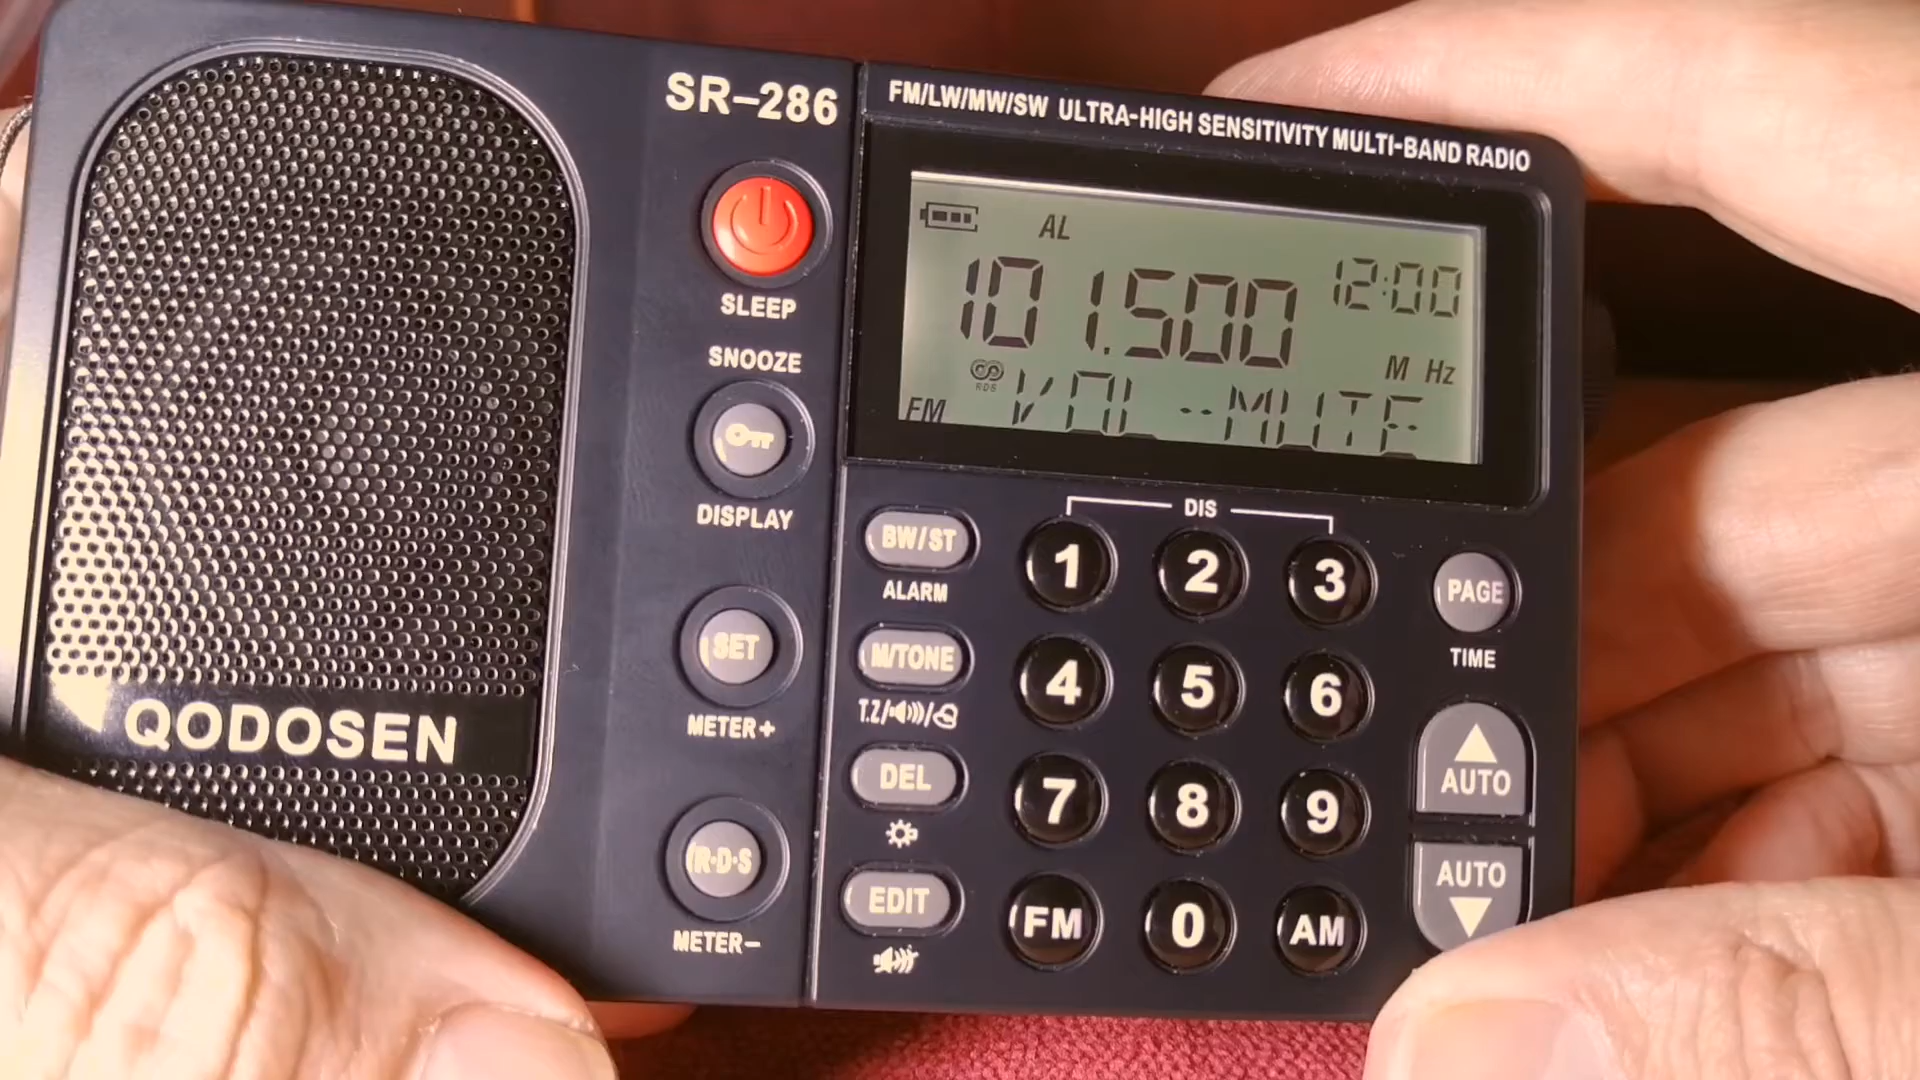 SR-286
FM/LW/MW/SW ULTRA-HIGH SENSITIVITY MULTI-BAND RADIO
AL
101.500
12:00
M Hz
RDS
FM
VOL --MUTE
SLEEP
SNOOZE
DISPLAY
SET
METER+
R·D·S
METER-
QODOSEN
DIS
BW/ST
ALARM
1
2
3
PAGE
TIME
M/TONE
T.Z/
4
5
6
AUTO
DEL
7
8
9
AUTO
EDIT
FM
0
AM